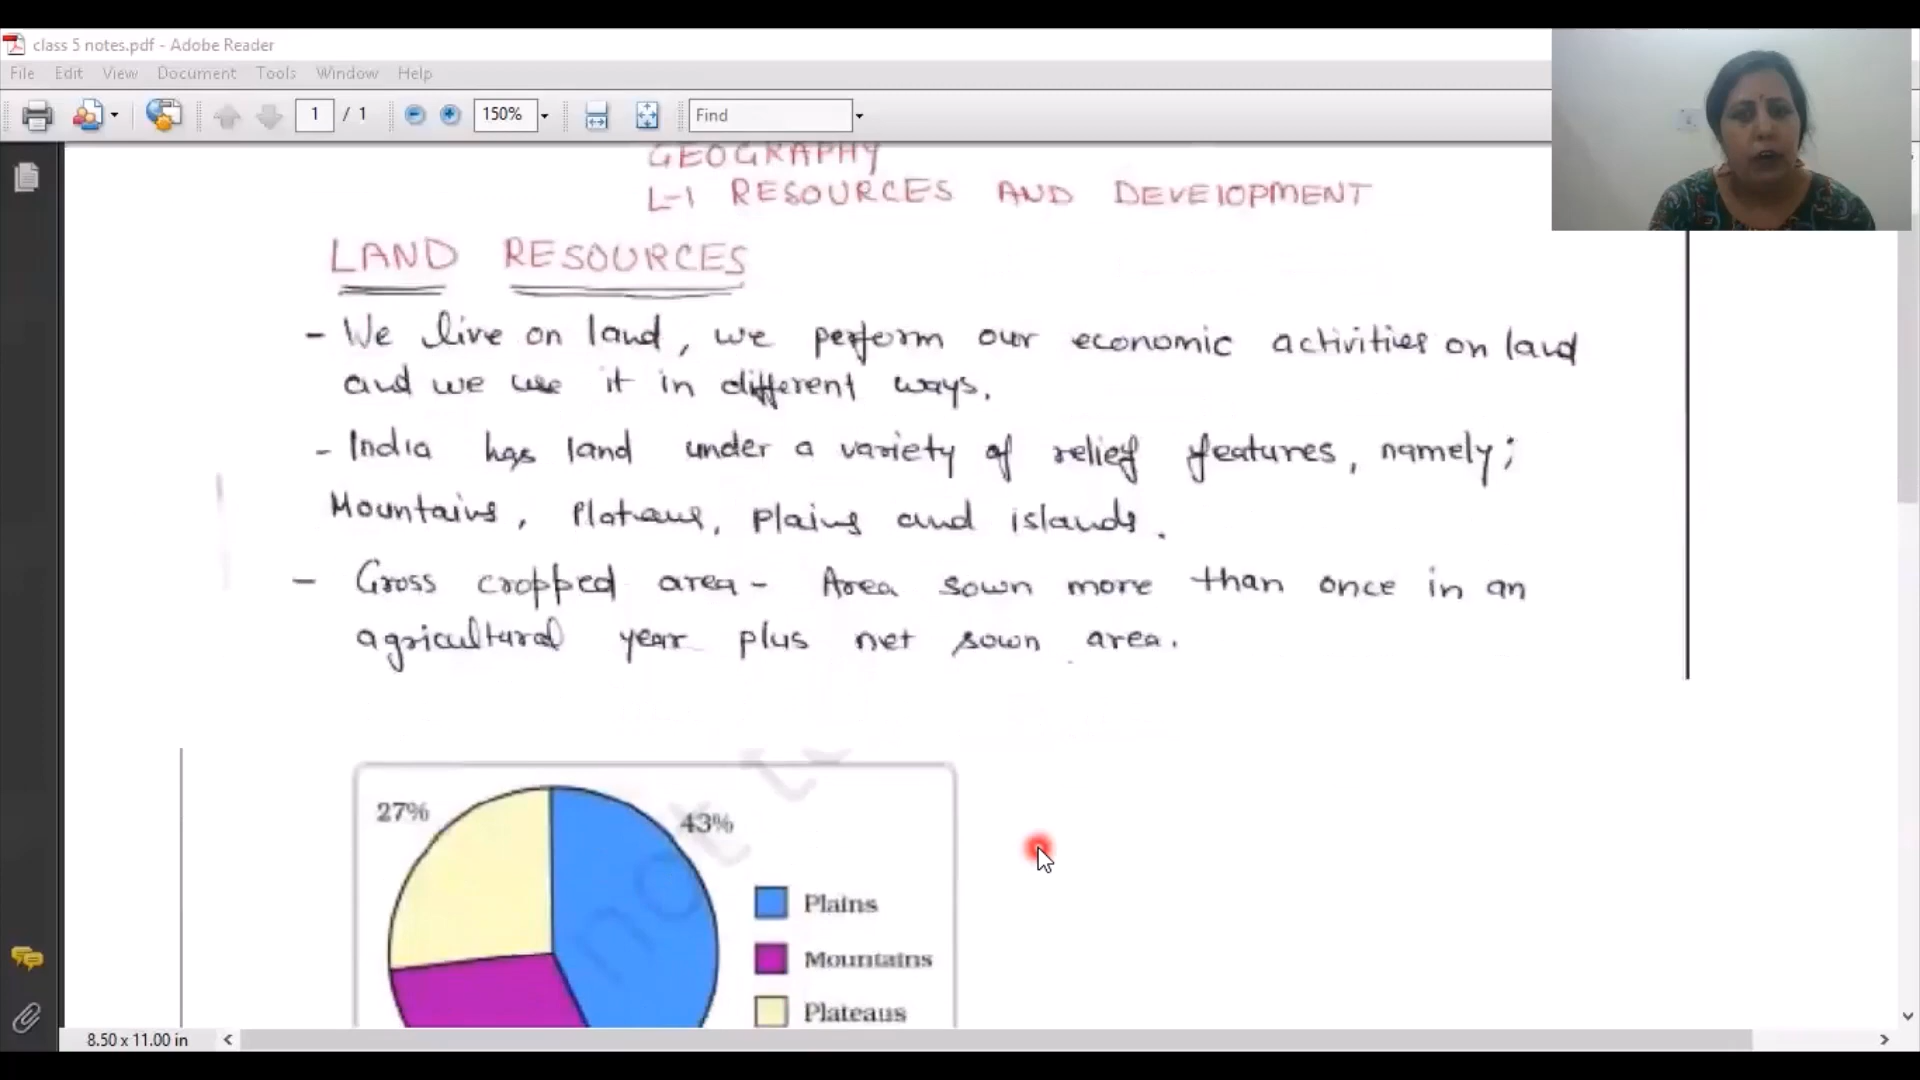 class 5 notes.pdf - Adobe Reader
File Edit View Document Tools Window Help
1 / 1 150% Find
GEOGRAPHY
L-1 RESOURCES AND DEVELOPMENT
LAND RESOURCES
- We live on land, we perform our economic activities on land
and we use it in different ways.
- India has land under a variety of relief features, namely;
Mountains, Plateaus, Plains and islands.
- Gross cropped area - Area sown more than once in an
agricultural year plus net sown area.
27%
43%
not to
Plains
Mountains
Plateaus
8.50 x 11.00 in